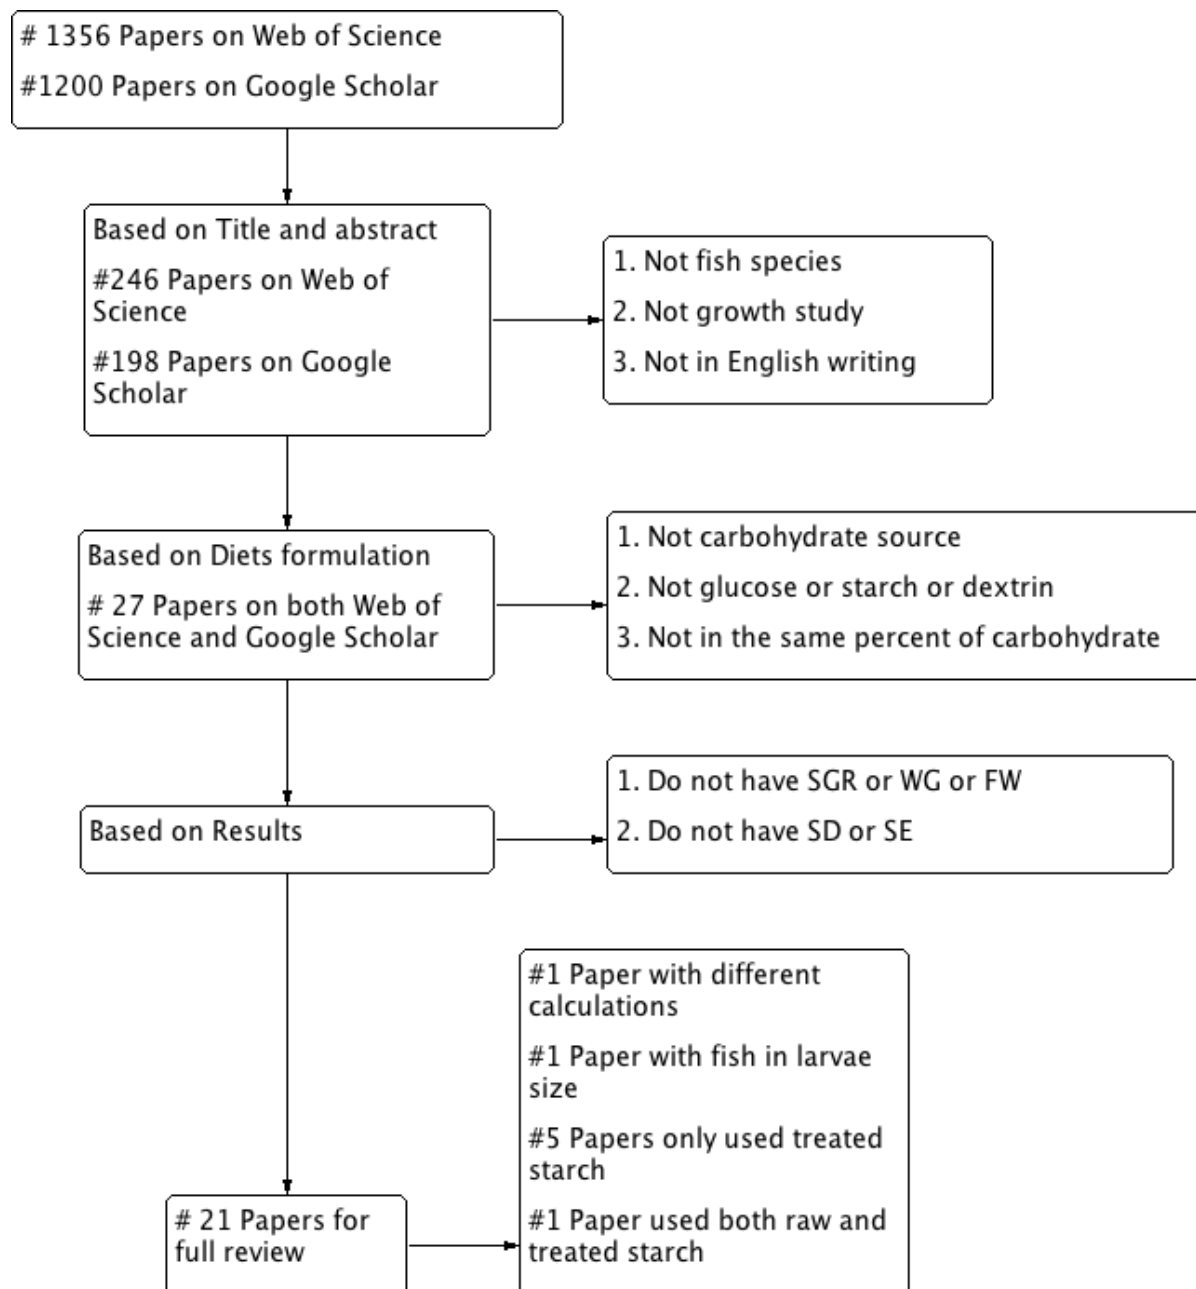 # 1356 Papers on Web of Science
#1200 Papers on Google Scholar
Based on Title and abstract
#246 Papers on Web of
Science
#198 Papers on Google
Scholar
1. Not fish species
2. Not growth study
3. Not in English writing
Based on Diets formulation
# 27 Papers on both Web of
Science and Google Scholar
1. Not carbohydrate source
2. Not glucose or starch or dextrin
3. Not in the same percent of carbohydrate
Based on Results
1. Do not have SGR or WG or FW
2. Do not have SD or SE
# 21 Papers for
full review
#1 Paper with different
calculations
#1 Paper with fish in larvae
size
#5 Papers only used treated
starch
#1 Paper used both raw and
treated starch